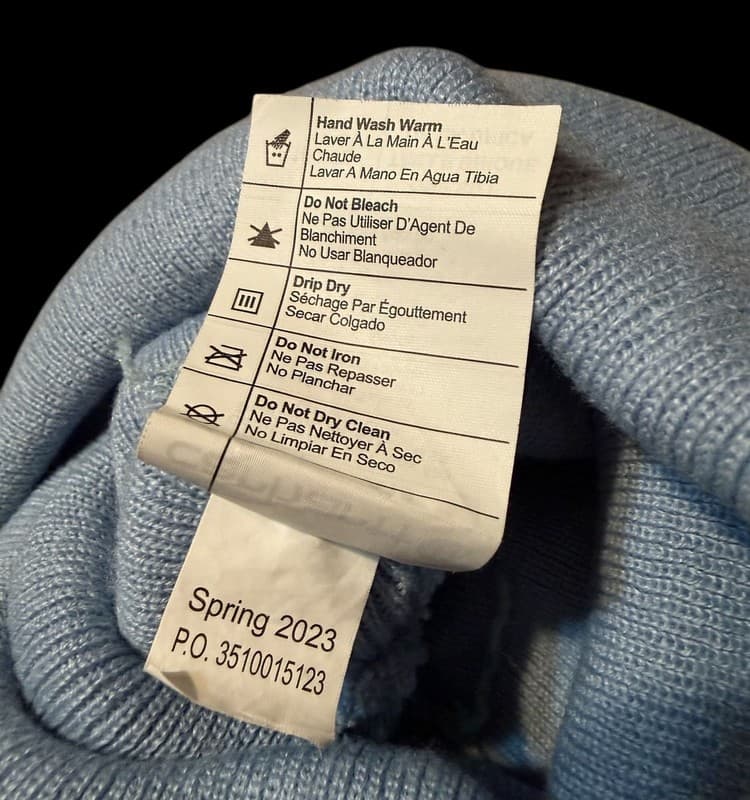 Hand Wash Warm
Laver À La Main À L'Eau
Chaude
Lavar A Mano En Agua Tibia
Do Not Bleach
Ne Pas Utiliser D'Agent De
Blanchiment
No Usar Blanqueador
Drip Dry
Séchage Par Égouttement
Secar Colgado
Do Not Iron
Ne Pas Repasser
No Planchar
Do Not Dry Clean
Ne Pas Nettoyer À Sec
No Limpiar En Seco
Spring 2023
P.O. 3510015123